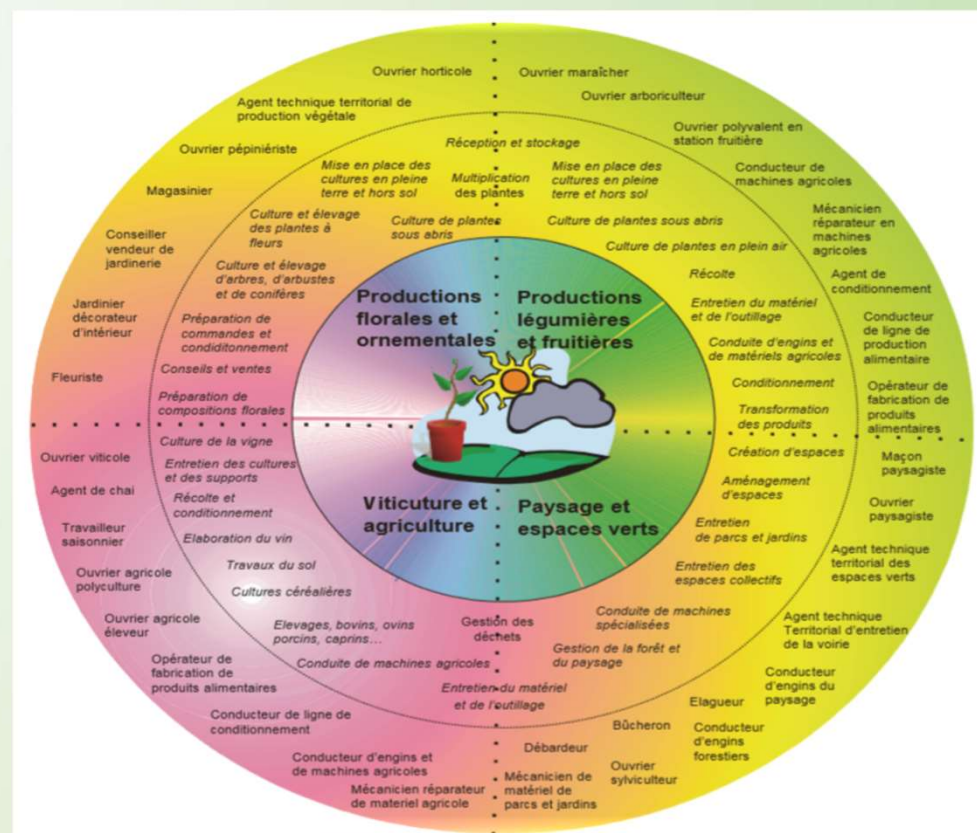 Ouvrier horticole
Agent technique territorial de
production végétale
Ouvrier pépiniériste
Magasinier
Conseiller
vendeur de
jardinerie
Jardinier
décorateur
d'intérieur
Fleuriste
Ouvrier maraîcher
Ouvrier arboriculteur
Ouvrier polyvalent en
station fruitière
Conducteur de
machines agricoles
Mécanicien
réparateur en
machines
agricoles
Agent de
conditionnement
Conducteur
de ligne de
production
alimentaire
Opérateur de
fabrication de
produits
alimentaires
Réception et stockage
Mise en place des
cultures en pleine
terre et hors sol
Multiplication
des plantes
Mise en place des
cultures en pleine
terre et hors sol
Culture et élevage
des plantes à
fleurs
Culture de plantes
sous abris
Culture de plantes sous abris
Culture de plantes en plein air
Culture et élevage
d'arbres, d'arbustes
et de conifères
Préparation de
commandes et
condiditonnement
Conseils et ventes
Préparation de
compositions florales
Récolte
Entretien du matériel
et de l'outillage
Conduite d'engins et
de matériels agricoles
Conditionnement
Transformation
des produits
Productions
florales et
ornementales
Productions
légumières
et fruitières
Viticuture et
agriculture
Paysage et
espaces verts
Culture de la vigne
Entretien des cultures
et des supports
Récolte et
conditionnement
Elaboration du vin
Travaux du sol
Cultures céréalières
Elevages, bovins, ovins
porcins, caprins...
Conduite de machines agricoles
Gestion des
déchets
Entretien du matériel
et de l'outillage
Création d'espaces
Aménagement
d'espaces
Entretien
de parcs et jardins
Entretien des
espaces collectifs
Conduite de machines
spécialisées
Gestion de la forêt et
du paysage
Ouvrier viticole
Agent de chai
Travailleur
saisonnier
Ouvrier agricole
polyculture
Ouvrier agricole
éleveur
Opérateur de
fabrication de
produits alimentaires
Conducteur de ligne de
conditionnement
Conducteur d'engins et
de machines agricoles
Mécanicien réparateur
de materiel agricole
Maçon
paysagiste
Ouvrier
paysagiste
Agent technique
territorial des
espaces verts
Agent technique
Territorial d'entretien
de la voirie
Conducteur
d'engins du
paysage
Elagueur
Conducteur
d'engins
forestiers
Bûcheron
Débardeur
Ouvrier
sylviculteur
Mécanicien de
matériel de
parcs et jardins